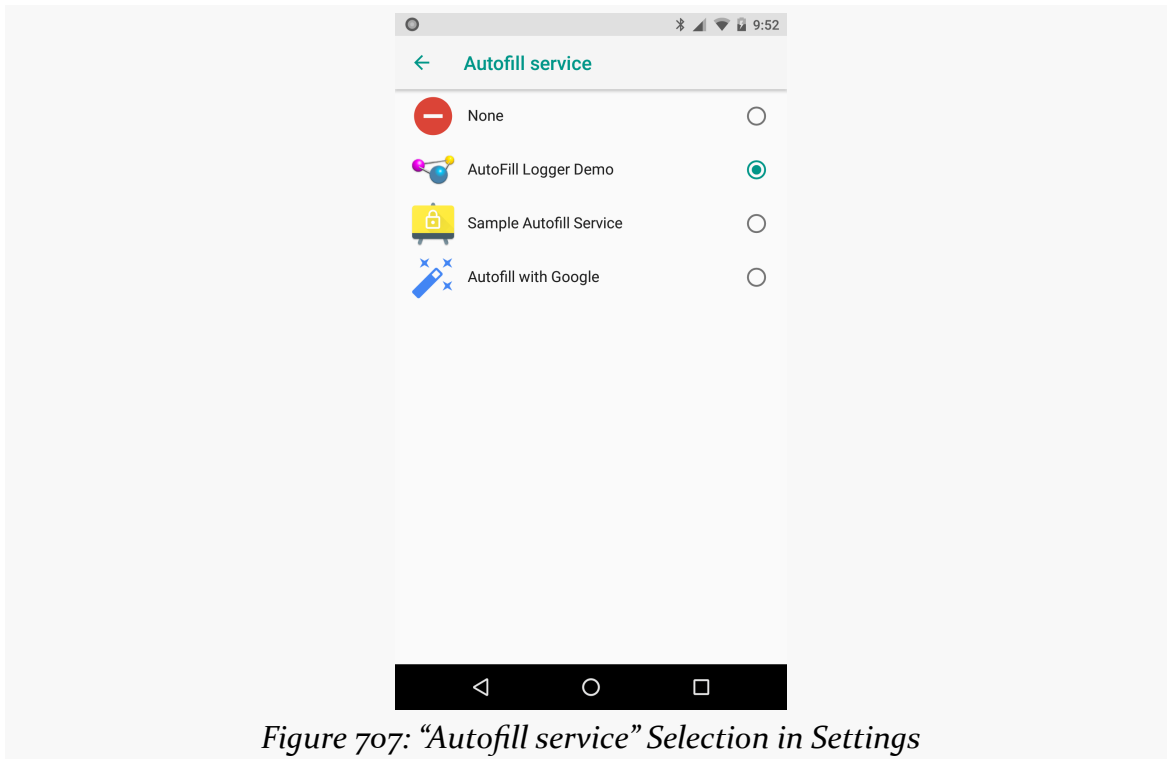 9:52
Autofill service
None
AutoFill Logger Demo
Sample Autofill Service
Autofill with Google
Figure 707: “Autofill service” Selection in Settings